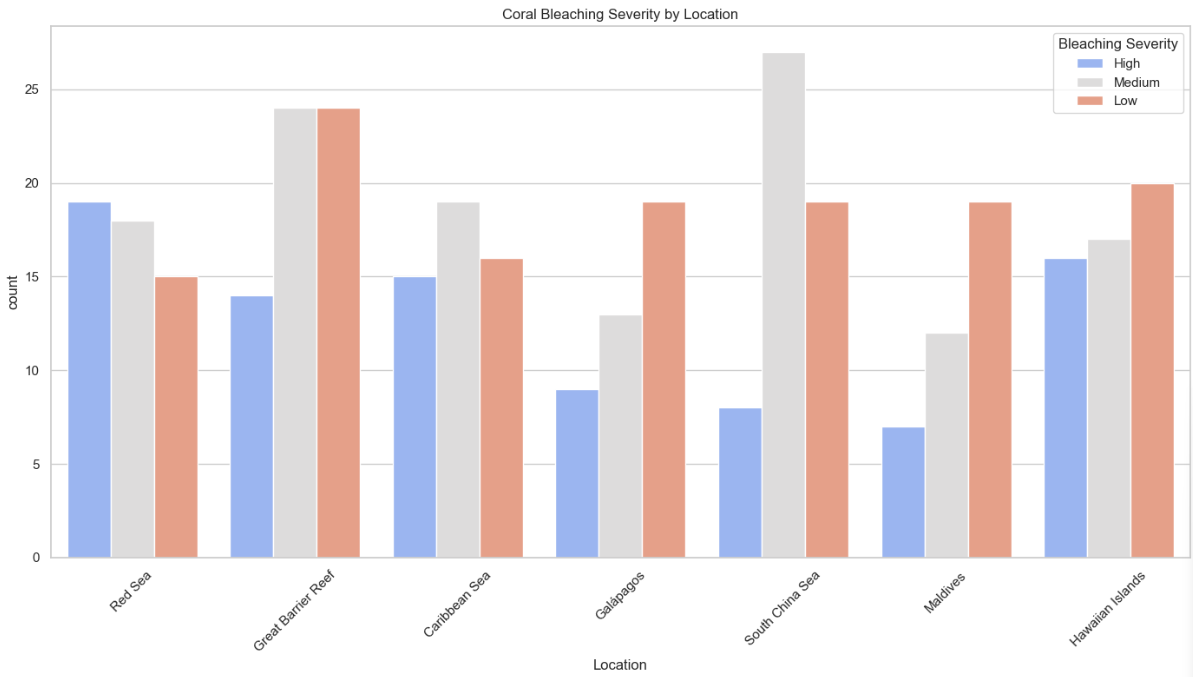 Coral Bleaching Severity by Location
Bleaching Severity
High
Medium
Low
count
25
20
15
10
5
0
Red Sea
Great Barrier Reef
Caribbean Sea
Galápagos
South China Sea
Maldives
Hawaiian Islands
Location